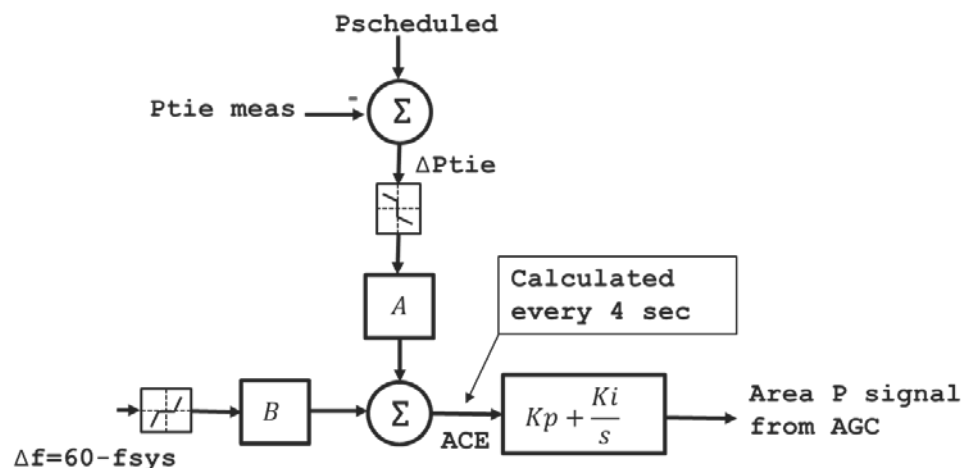 Pscheduled
Ptie meas
-
Σ
ΔPtie
A
Calculated
every 4 sec
Δf=60-fsys
B
Σ
ACE
Kp + Ki/s
Area P signal
from AGC